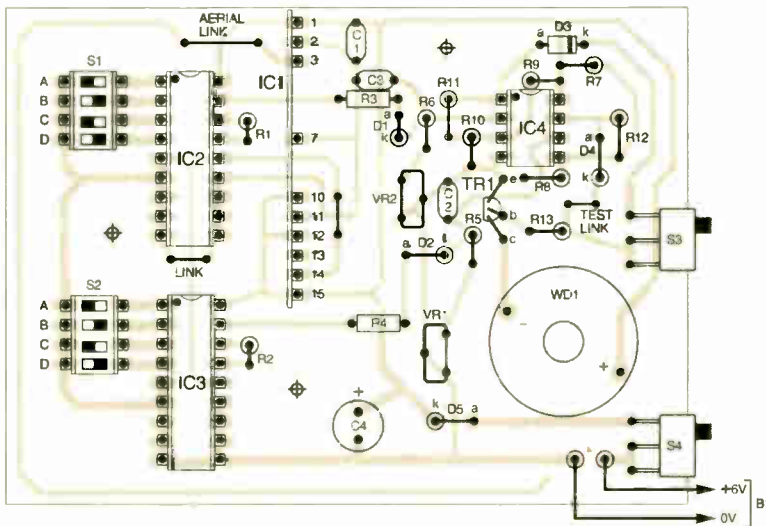 AERIAL
LINK
S1
A
B
C
D
IC2
R1
IC1
1
2
3
7
10
11
12
13
14
15
C
1
C3
R3
a
D1
k
R6
R11
R10
a
D3
k
R9
R7
IC4
R12
a
D4
k
TR1
e
b
c
R8
TEST
LINK
R13
VR2
C
2
R5
a
D2
S3
LINK
S2
A
B
C
D
IC3
R2
R4
VR1
WD1
-
+
+
C4
k
D5
a
S4
+6V
0V
B